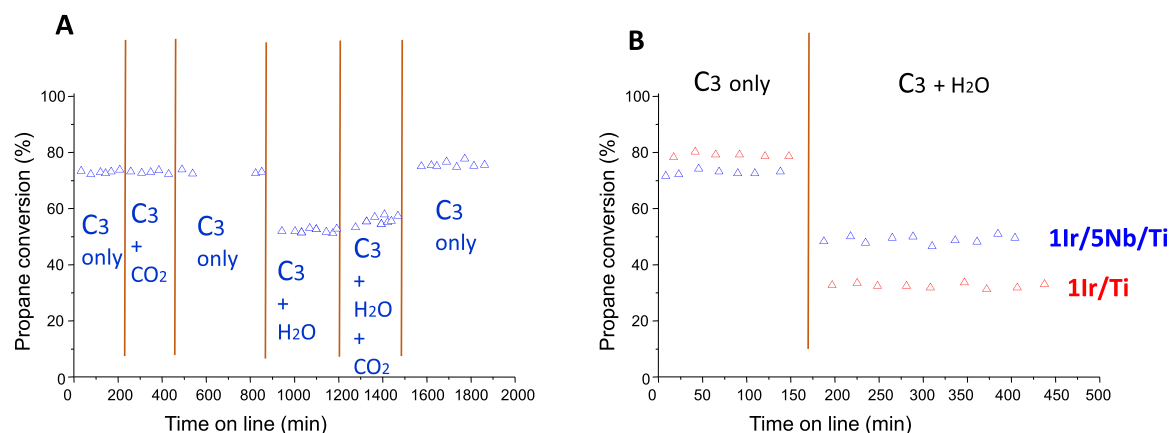 A
Propane conversion (%)
100
80
60
40
20
0
C3
only
C3
+
CO2
C3
only
C3
+
H2O
C3
+
H2O
+
CO2
C3
only
0 200 400 600 800 1000 1200 1400 1600 1800 2000
Time on line (min)
B
C3 only
C3 + H2O
Propane conversion (%)
100
80
60
40
20
0
1Ir/5Nb/Ti
1Ir/Ti
0 50 100 150 200 250 300 350 400 450 500
Time on line (min)